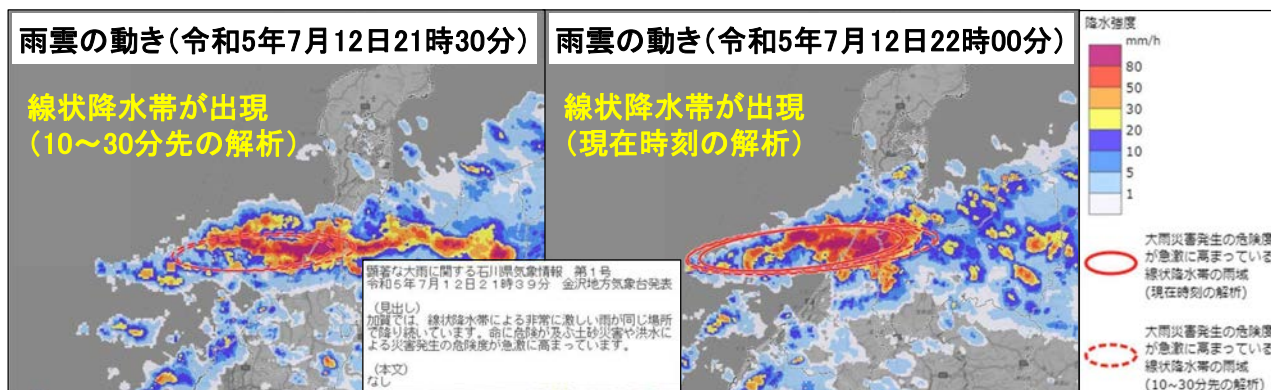 雨雲の動き(令和5年7月12日21時30分)
線状降水帯が出現
(10～30分先の解析)
雨雲の動き(令和5年7月12日22時00分)
線状降水帯が出現
(現在時刻の解析)
顕著な大雨に関する石川県気象情報 第1号
令和5年7月12日21時39分 金沢地方気象台発表
(見出し)
加賀では、線状降水帯による非常に激しい雨が同じ場所
で降り続いています。命に危険が及ぶ土砂災害や洪水に
よる災害発生の危険度が急激に高まっています。
(本文)
なし
降水強度
mm/h
80
50
30
20
10
5
1
大雨災害発生の危険度
が急激に高まっている
線状降水帯の雨域
(現在時刻の解析)
大雨災害発生の危険度
が急激に高まっている
線状降水帯の雨域
(10～30分先の解析)